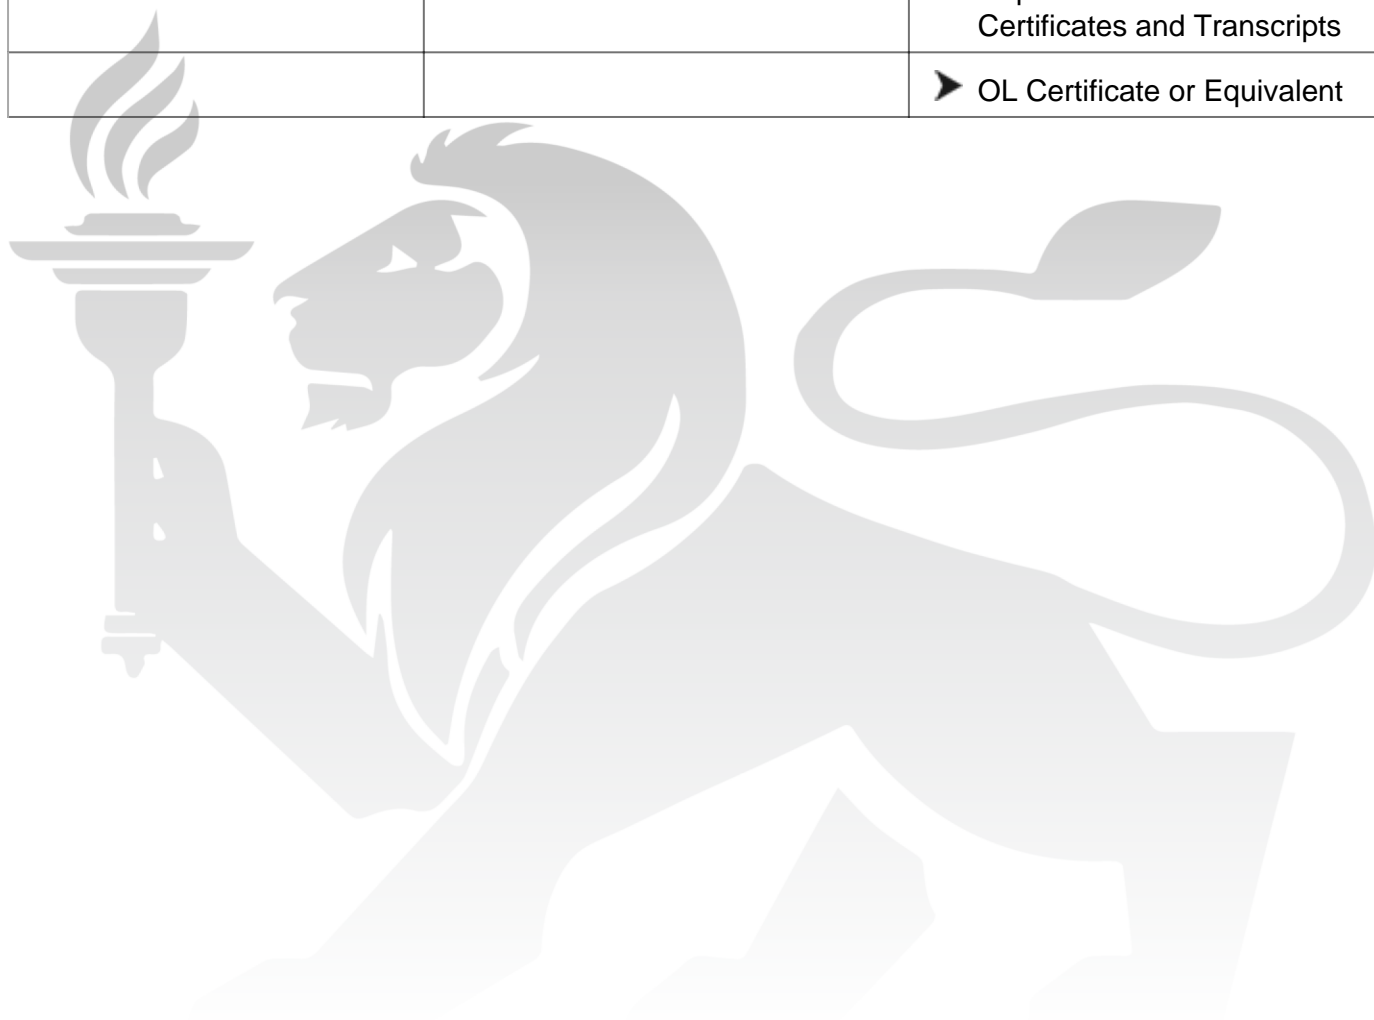 Certificates and Transcripts
➤ OL Certificate or Equivalent